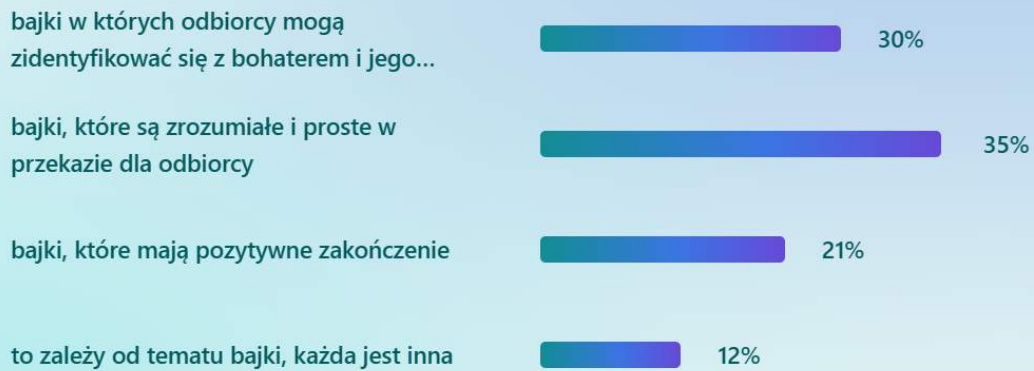 bajki w których odbiorcy mogą
zidentyfikować się z bohaterem i jego...
30%
bajki, które są zrozumiałe i proste w
przekazie dla odbiorcy
35%
bajki, które mają pozytywne zakończenie
21%
to zależy od tematu bajki, każda jest inna
12%